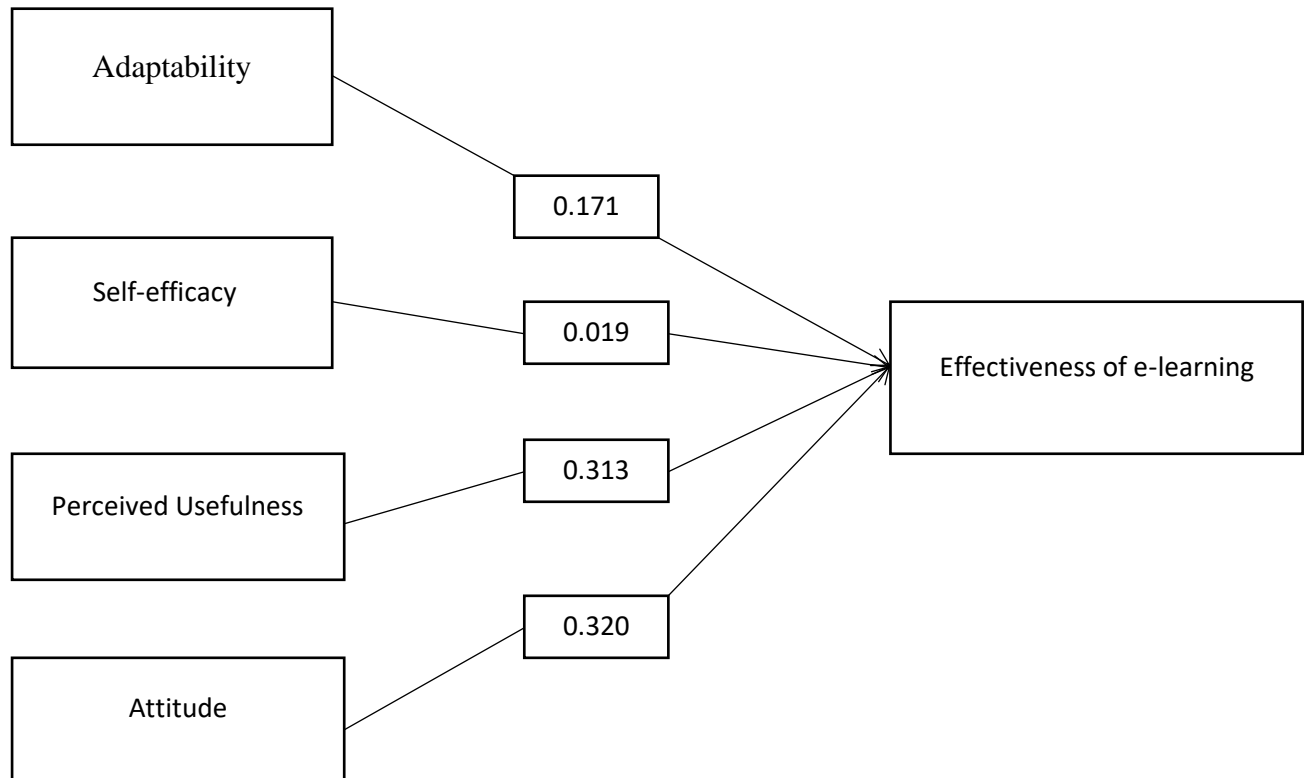 Adaptability
0.171
Self-efficacy
0.019
Effectiveness of e-learning
0.313
Perceived Usefulness
0.320
Attitude